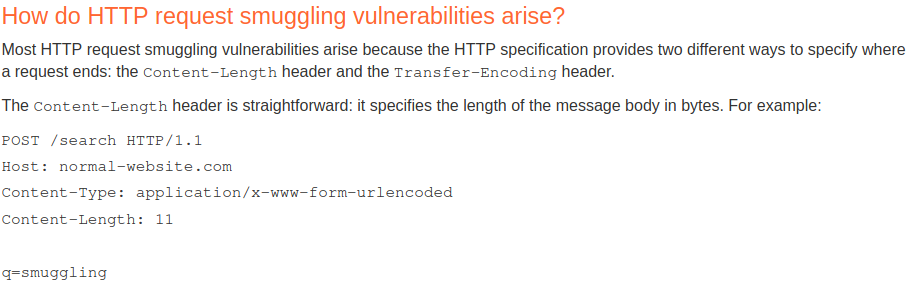 How do HTTP request smuggling vulnerabilities arise?
Most HTTP request smuggling vulnerabilities arise because the HTTP specification provides two different ways to specify where
a request ends: the Content-Length header and the Transfer-Encoding header.
The Content-Length header is straightforward: it specifies the length of the message body in bytes. For example:
POST /search HTTP/1.1
Host: normal-website.com
Content-Type: application/x-www-form-urlencoded
Content-Length: 11
q=smuggling